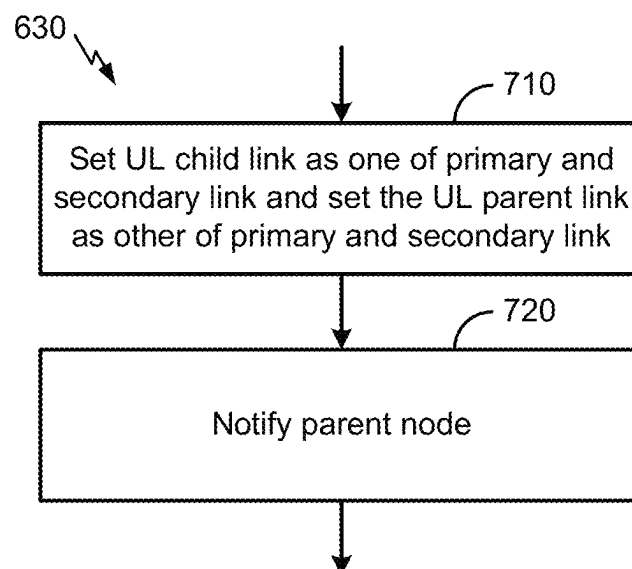 630
710
Set UL child link as one of primary and
secondary link and set the UL parent link
as other of primary and secondary link
720
Notify parent node